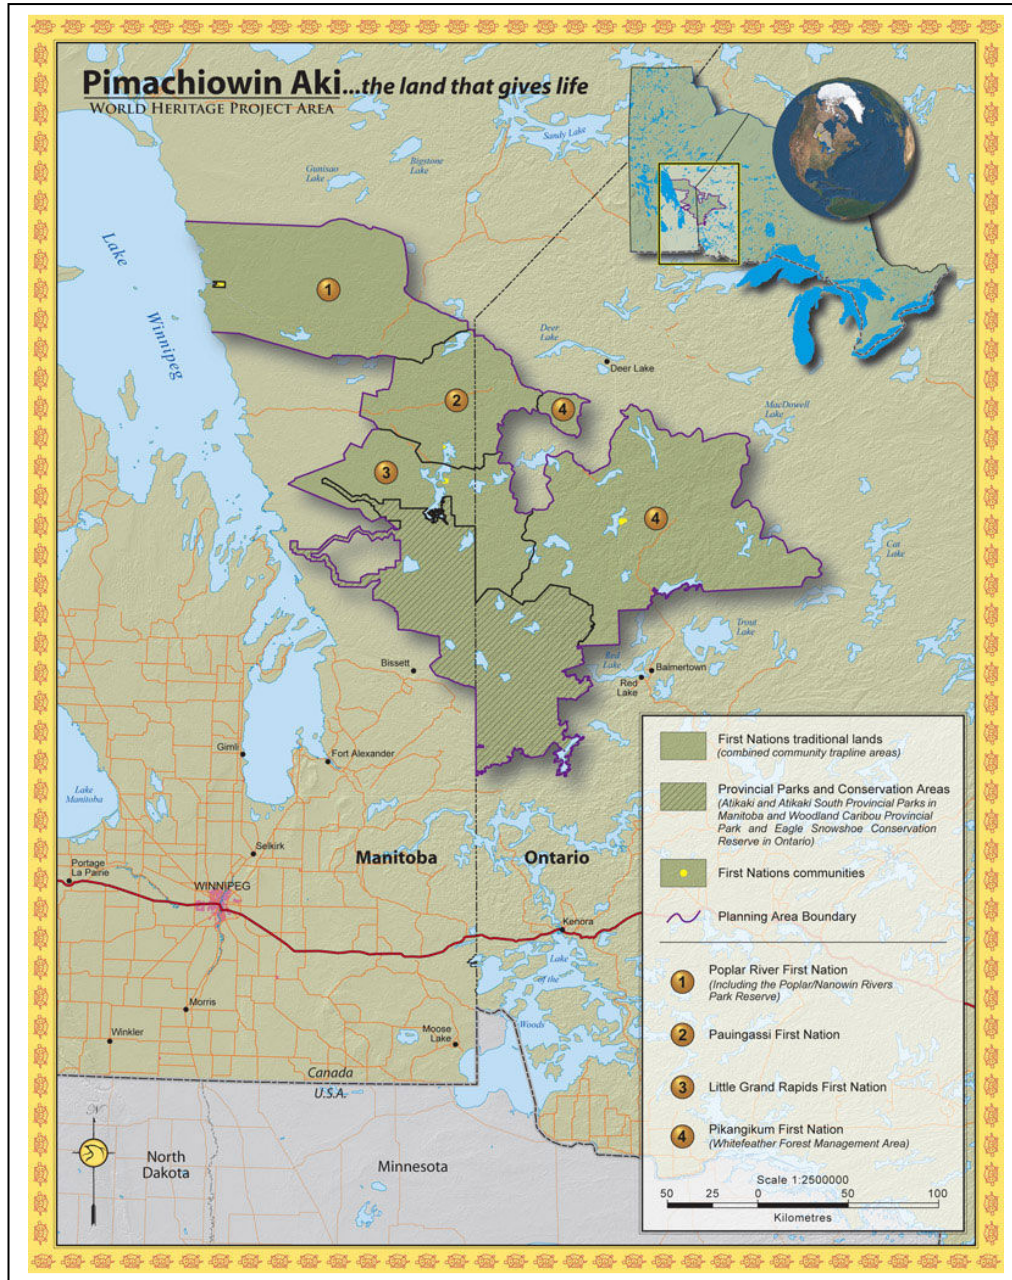 Pimachiowin Aki...the land that gives life
WORLD HERITAGE PROJECT AREA
Sandy Lake
Bigstone
Lake
Gunisao
Lake
Lake
Winnipeg
1
Deer
Lake
Deer Lake
2
4
MacDowell
Lake
3
4
Cat
Lake
Trout
Lake
Bissett
Red
Lake
Balmertown
Red
Lake
Gimli
Fort Alexander
Lake
Manitoba
Selkirk
Manitoba
Ontario
Portage
La Pairie
WINNIPEG
Kenora
Lake
of the
Woods
Morris
Winkler
Moose
Lake
Canada
U.S.A.
N
North
Dakota
Minnesota
First Nations traditional lands
(combined community trapline areas)
Provincial Parks and Conservation Areas
(Atikaki and Atikaki South Provincial Parks in
Manitoba and Woodland Caribou Provincial
Park and Eagle Snowshoe Conservation
Reserve in Ontario)
First Nations communities
Planning Area Boundary
1
Poplar River First Nation
(Including the Poplar/Nanowin Rivers
Park Reserve)
2
Pauingassi First Nation
3
Little Grand Rapids First Nation
4
Pikangikum First Nation
(Whitefeather Forest Management Area)
Scale 1:2500000
50 25 0 50 100
Kilometres